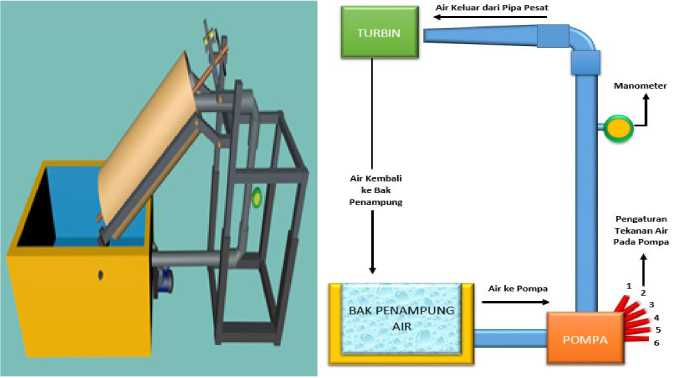 Air Keluar dari Pipa Pesat
TURBIN
Manometer
Air Kembali
ke Bak
Penampung
Pengaturan
Tekanan Air
Pada Pompa
Air ke Pompa
1
2
3
4
5
6
BAK PENAMPUNG
AIR
POMPA